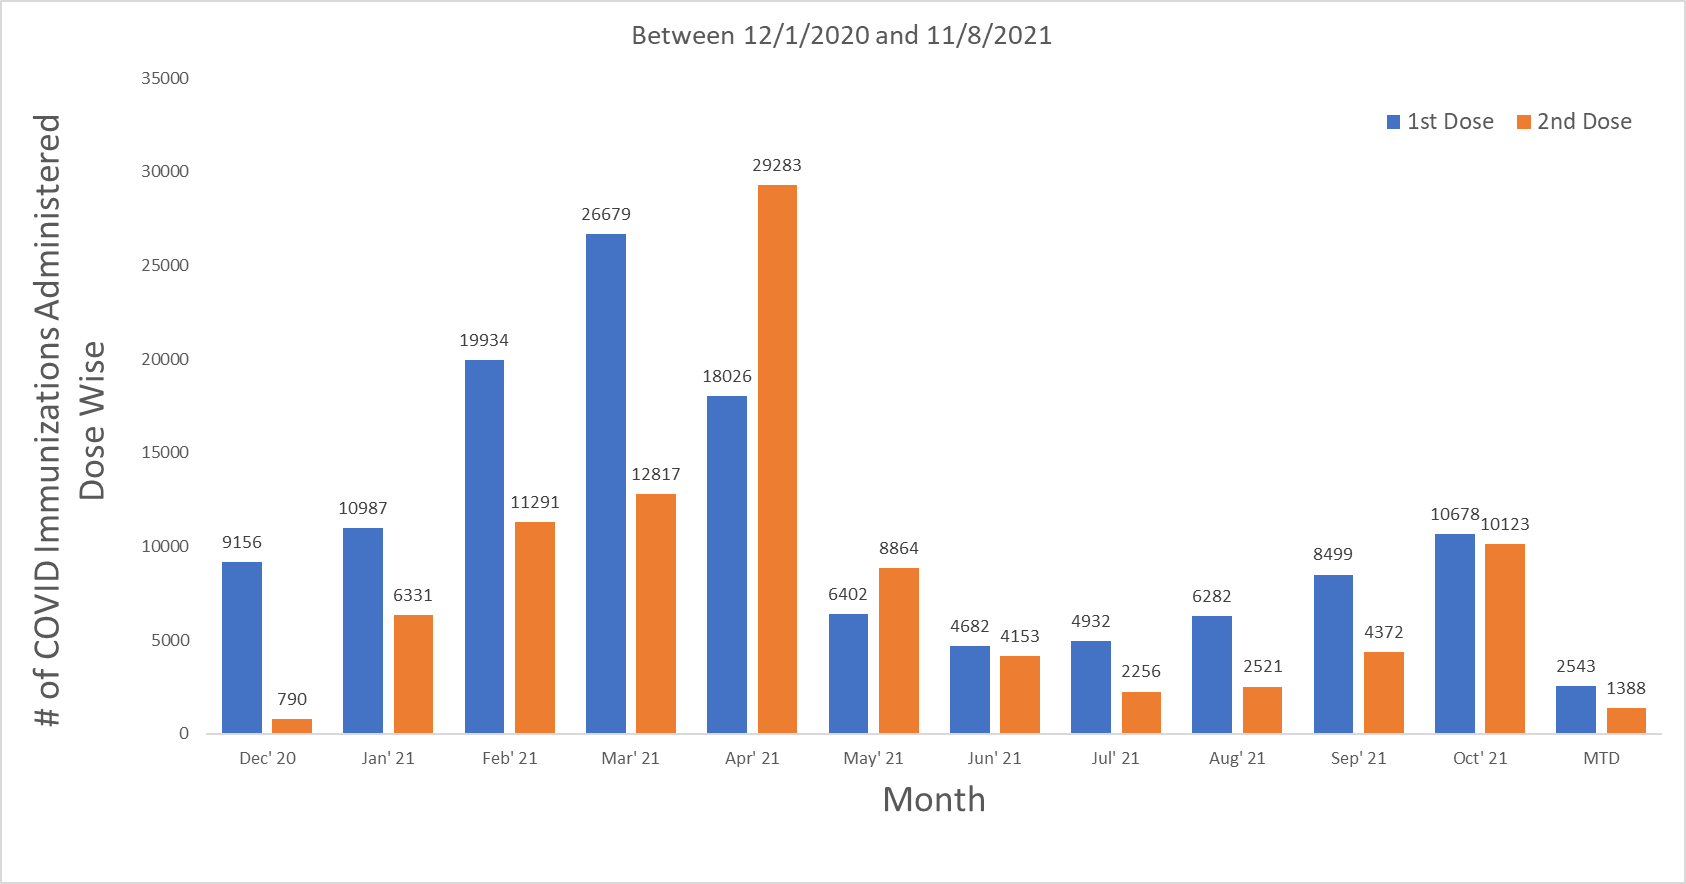 Between 12/1/2020 and 11/8/2021
# of COVID Immunizations Administered
Dose Wise
35000
30000
25000
20000
15000
10000
5000
0
1st Dose
2nd Dose
9156
790
10987
6331
19934
11291
26679
12817
18026
29283
6402
8864
4682
4153
4932
2256
6282
2521
8499
4372
10678
10123
2543
1388
Dec' 20
Jan' 21
Feb' 21
Mar' 21
Apr' 21
May' 21
Jun' 21
Jul' 21
Aug' 21
Sep' 21
Oct' 21
MTD
Month